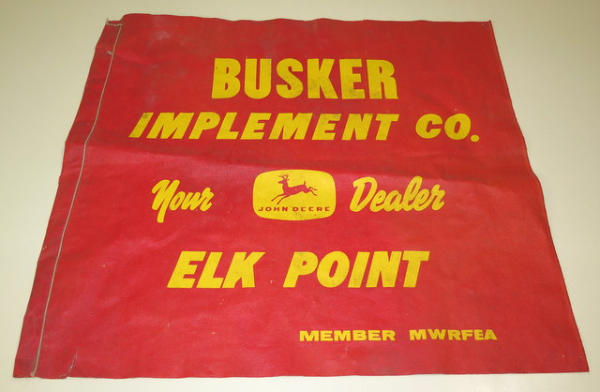 BUSKER
IMPLEMENT CO.
Your JOHN DEERE Dealer
ELK POINT
MEMBER MWRFEA